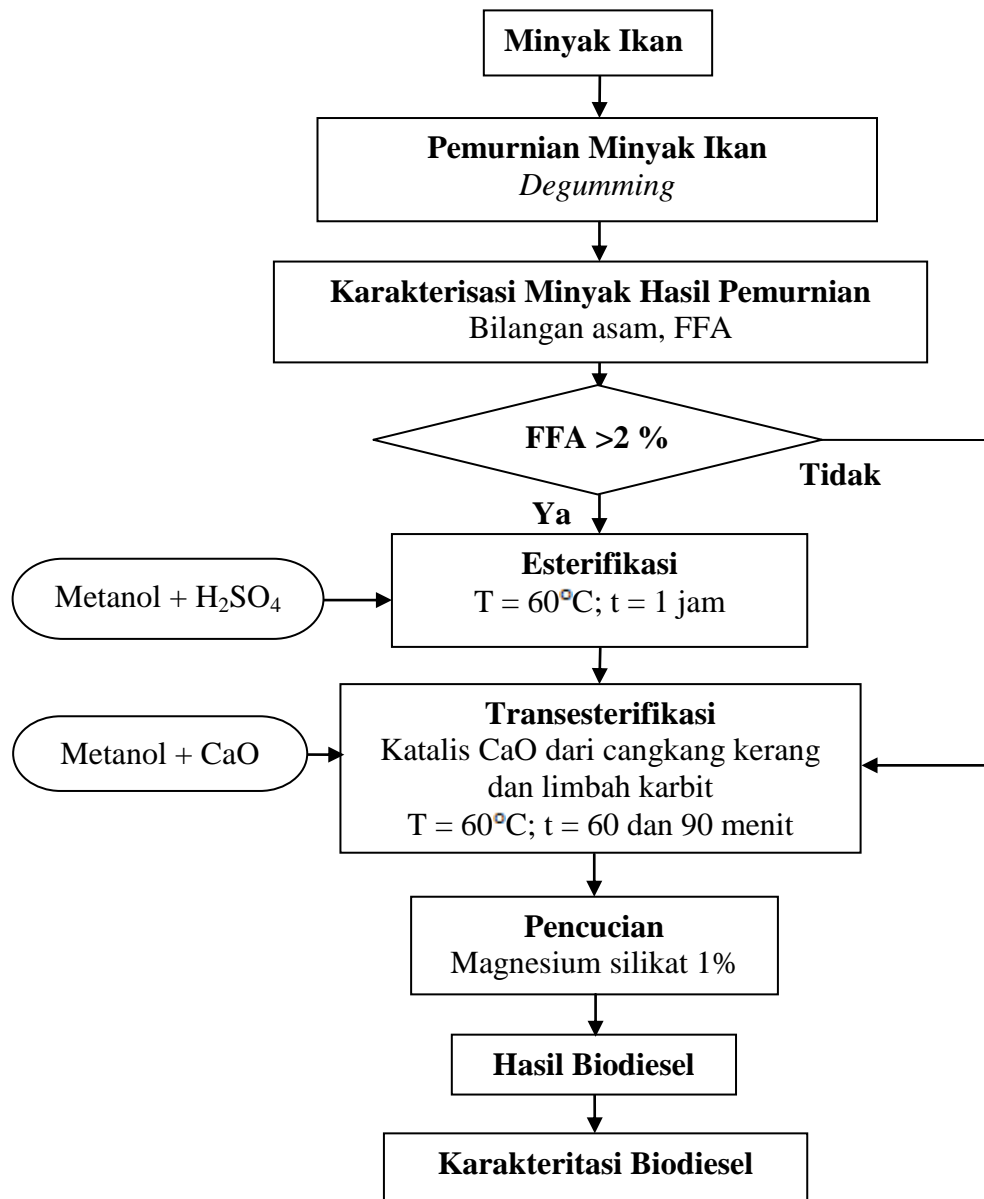 Minyak Ikan
Pemurnian Minyak Ikan
Degumming
Karakterisasi Minyak Hasil Pemurnian
Bilangan asam, FFA
FFA >2 %
Tidak
Ya
Esterifikasi
T = 60°C; t = 1 jam
Metanol + H₂SO₄
Transesterifikasi
Katalis CaO dari cangkang kerang
dan limbah karbit
T = 60°C; t = 60 dan 90 menit
Metanol + CaO
Pencucian
Magnesium silikat 1%
Hasil Biodiesel
Karakteritasi Biodiesel